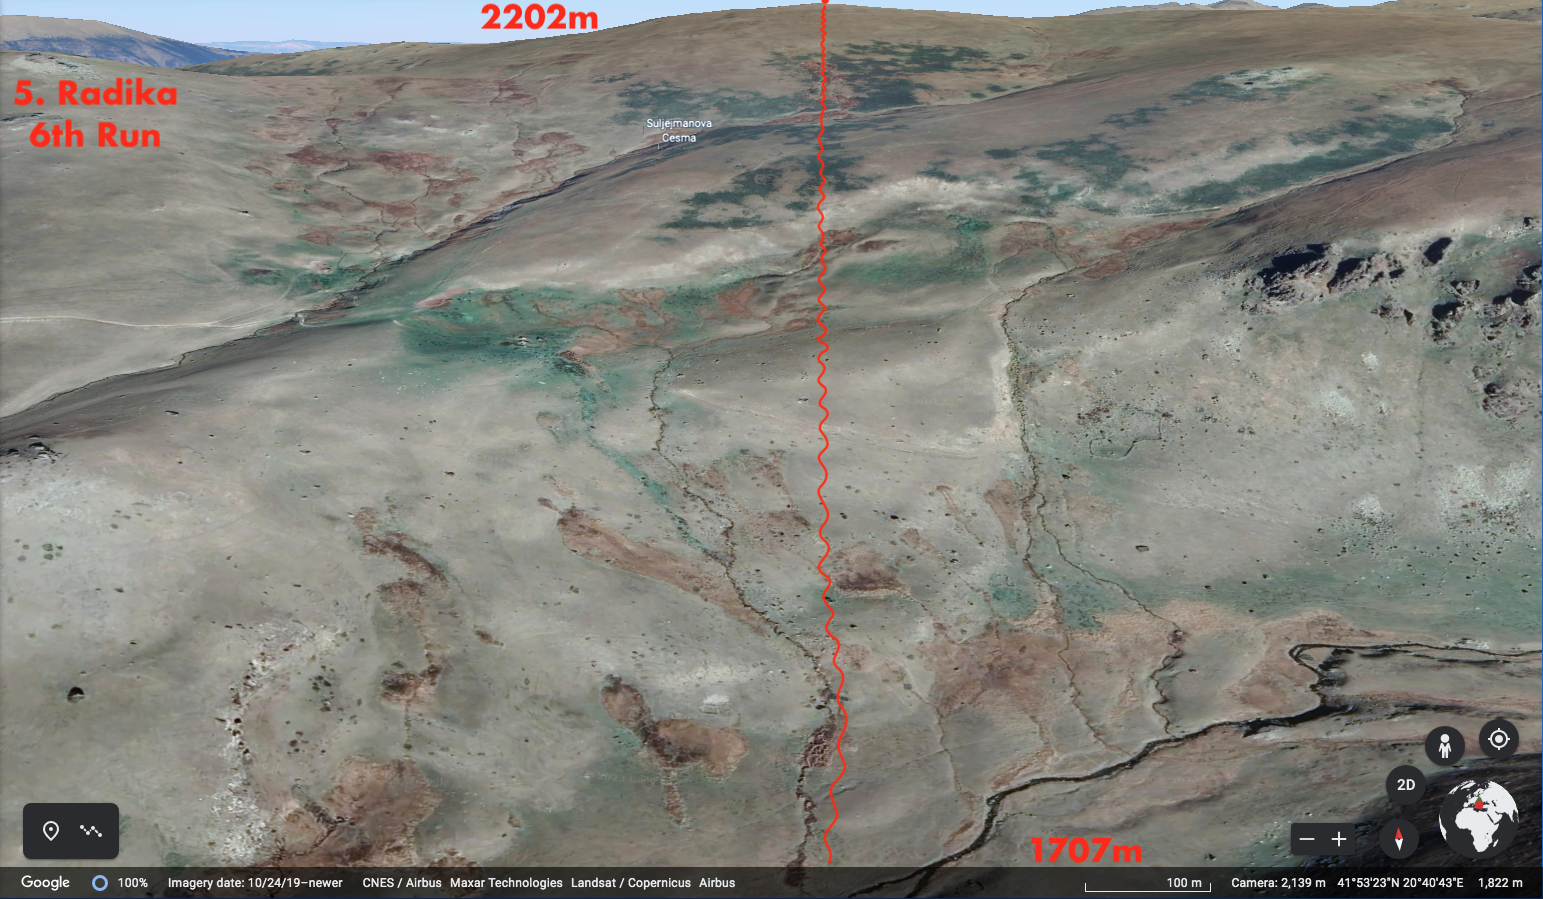 2202m
5. Radika
6th Run
Suljejmanova
Cesma
2D
1707m
Google 100% Imagery date: 10/24/19–newer CNES / Airbus Maxar Technologies Landsat / Copernicus Airbus 100 m Camera: 2,139 m 41°53'23"N 20°40'43"E 1,822 m